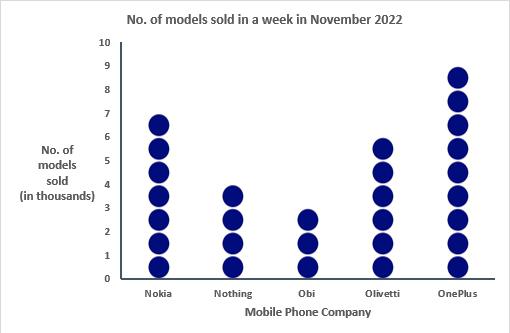 No. of models sold in a week in November 2022
10
9
8
7
6
5
4
3
2
1
0
No. of
models
sold
(in thousands)
Nokia Nothing Obi Olivetti OnePlus
Mobile Phone Company